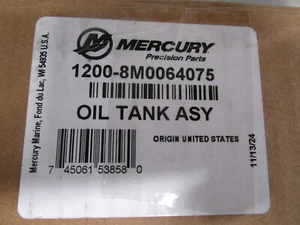 MERCURY
Precision Parts
1200-8M0064075
OIL TANK ASY
ORIGIN UNITED STATES
7 45061 53858 0
11/13/24
Mercury Marine, Fond du Lac, WI 54935 U.S.A.